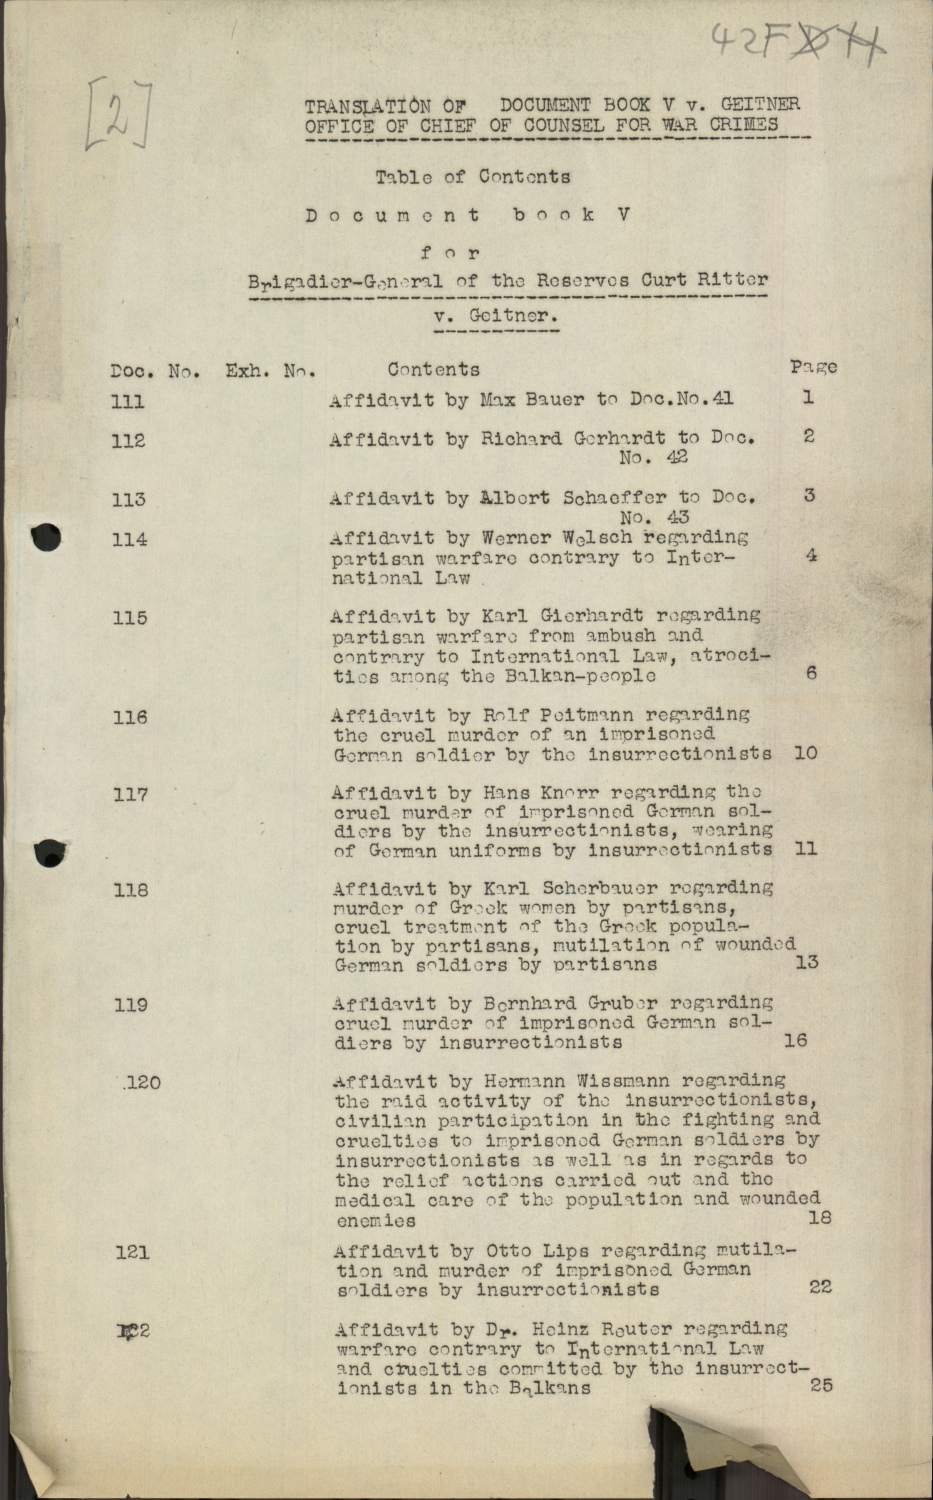 42F
[2]
TRANSLATION OF DOCUMENT BOOK V v. GEITNER
OFFICE OF CHIEF OF COUNSEL FOR WAR CRIMES
Table of Contents
Document book V
for
Brigadier-General of the Reserves Curt Ritter
v. Geitner.
Doc. No. Exh. No. Contents Page
111 Affidavit by Max Bauer to Doc.No.41 1
112 Affidavit by Richard Gerhardt to Doc. 2
No. 42
113 Affidavit by Albert Schaeffer to Doc. 3
No. 43
114 Affidavit by Werner Welsch regarding
partisan warfare contrary to Inter- 4
national Law
115 Affidavit by Karl Gierhardt regarding
partisan warfare from ambush and
contrary to International Law, atroci-
ties among the Balkan-people 6
116 Affidavit by Rolf Peitmann regarding
the cruel murder of an imprisoned
German soldier by the insurrectionists 10
117 Affidavit by Hans Knorr regarding the
cruel murder of imprisoned German sol-
diers by the insurrectionists, wearing
of German uniforms by insurrectionists 11
118 Affidavit by Karl Scherbauer regarding
murder of Greek women by partisans,
cruel treatment of the Greek popula-
tion by partisans, mutilation of wounded
German soldiers by partisans 13
119 Affidavit by Bernhard Gruber regarding
cruel murder of imprisoned German sol-
diers by insurrectionists 16
120 Affidavit by Hermann Wissmann regarding
the raid activity of the insurrectionists,
civilian participation in the fighting and
cruelties to imprisoned German soldiers by
insurrectionists as well as in regards to
the relief actions carried out and the
medical care of the population and wounded
enemies 18
121 Affidavit by Otto Lips regarding mutila-
tion and murder of imprisoned German
soldiers by insurrectionists 22
122 Affidavit by Dr. Heinz Reuter regarding
warfare contrary to International Law
and cruelties committed by the insurrect-
ionists in the Balkans 25